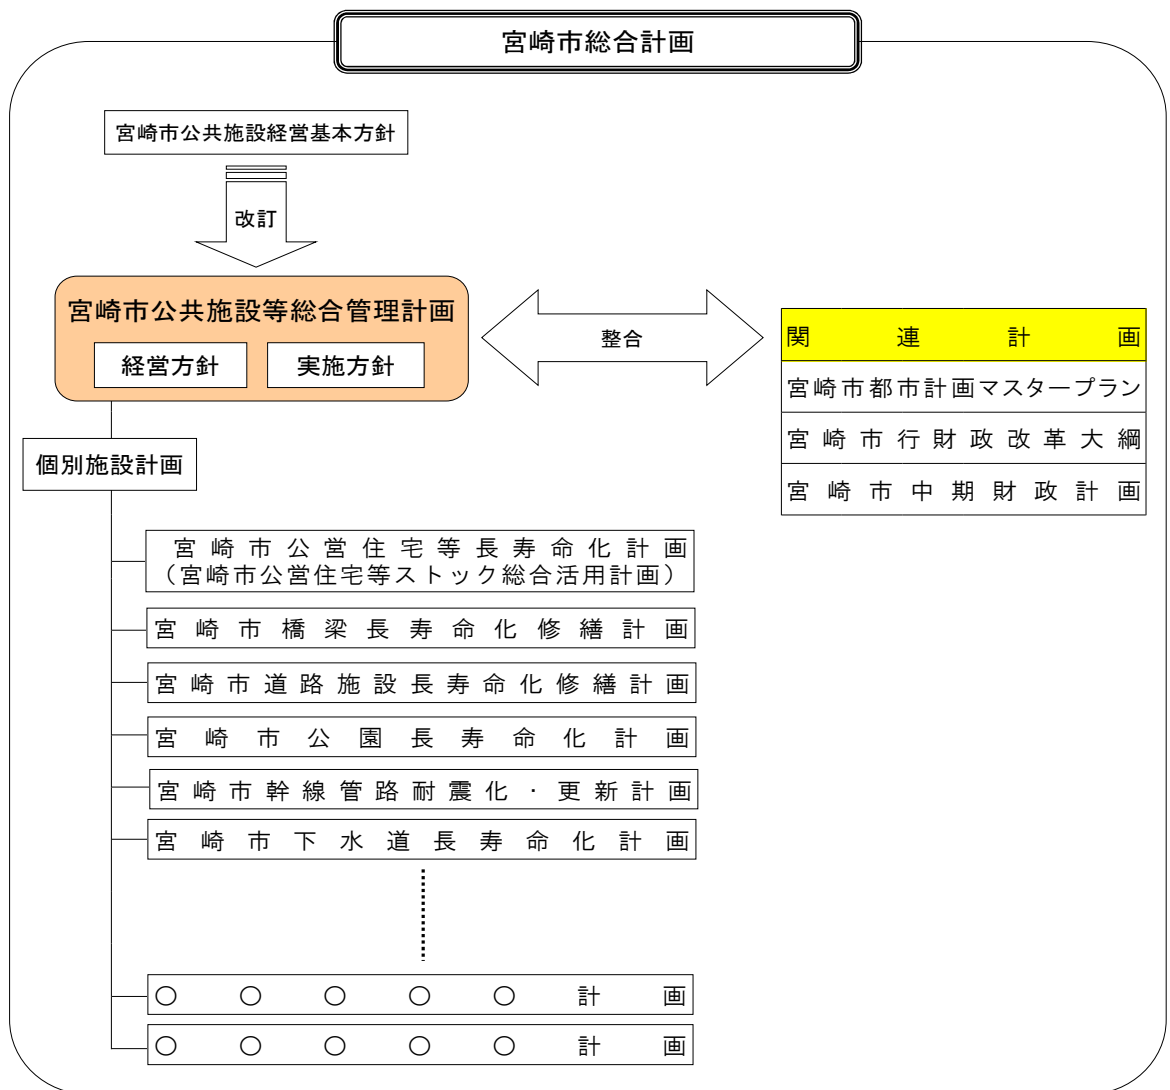 宮崎市総合計画
宮崎市公共施設経営基本方針
改訂
宮崎市公共施設等総合管理計画
経営方針 実施方針
整合
関連計画
宮崎市都市計画マスタープラン
宮崎市行財政改革大綱
宮崎市中期財政計画
個別施設計画
宮崎市公営住宅等長寿命化計画
(宮崎市公営住宅等ストック総合活用計画)
宮崎市橋梁長寿命化修繕計画
宮崎市道路施設長寿命化修繕計画
宮崎市公園長寿命化計画
宮崎市幹線管路耐震化・更新計画
宮崎市下水道長寿命化計画
○○○○○計画
○○○○○計画